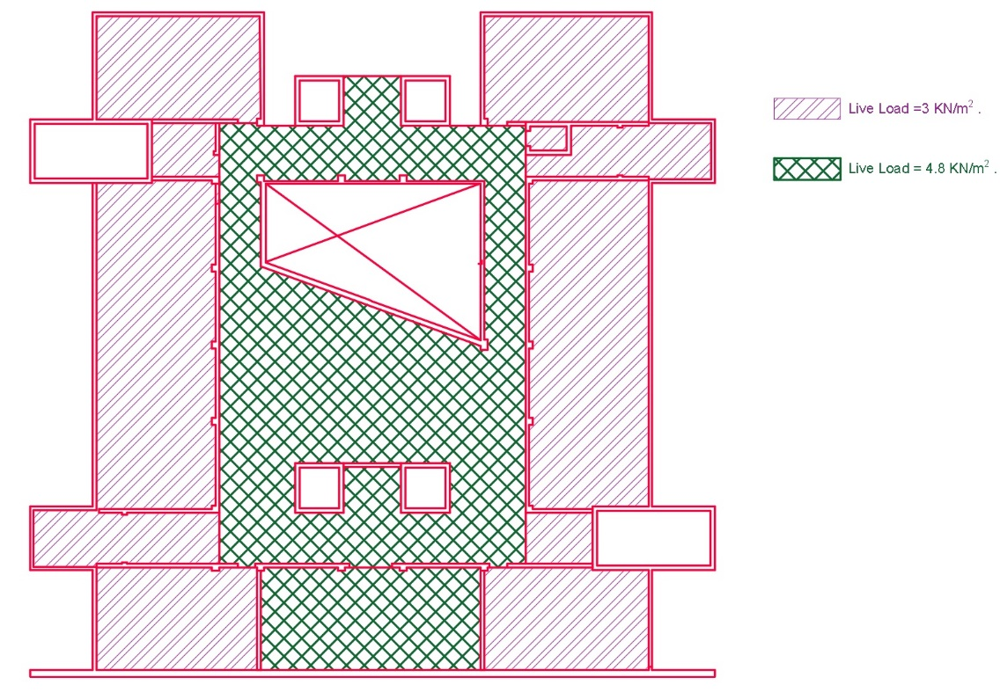 Live Load =3 KN/m² .
Live Load = 4.8 KN/m² .